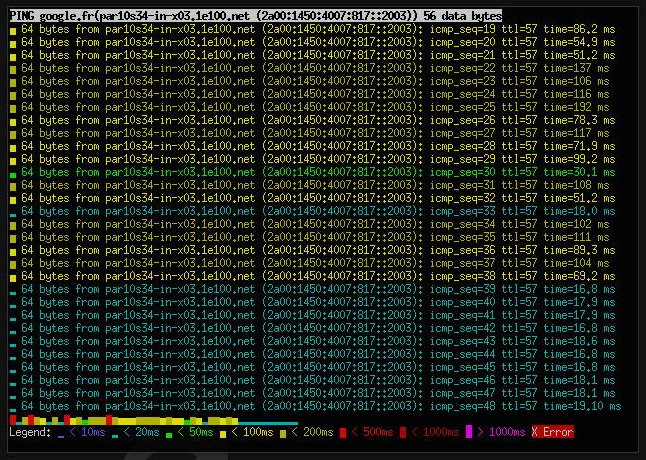 PING google.fr(par10s34-in-x03.1e100.net (2a00:1450:4007:817::2003)) 56 data bytes
64 bytes from par10s34-in-x03.1e100.net (2a00:1450:4007:817::2003): icmp_seq=19 ttl=57 time=86.2 ms
64 bytes from par10s34-in-x03.1e100.net (2a00:1450:4007:817::2003): icmp_seq=20 ttl=57 time=54.9 ms
64 bytes from par10s34-in-x03.1e100.net (2a00:1450:4007:817::2003): icmp_seq=21 ttl=57 time=51.2 ms
64 bytes from par10s34-in-x03.1e100.net (2a00:1450:4007:817::2003): icmp_seq=22 ttl=57 time=137 ms
64 bytes from par10s34-in-x03.1e100.net (2a00:1450:4007:817::2003): icmp_seq=23 ttl=57 time=106 ms
64 bytes from par10s34-in-x03.1e100.net (2a00:1450:4007:817::2003): icmp_seq=24 ttl=57 time=116 ms
64 bytes from par10s34-in-x03.1e100.net (2a00:1450:4007:817::2003): icmp_seq=25 ttl=57 time=192 ms
64 bytes from par10s34-in-x03.1e100.net (2a00:1450:4007:817::2003): icmp_seq=26 ttl=57 time=78.3 ms
64 bytes from par10s34-in-x03.1e100.net (2a00:1450:4007:817::2003): icmp_seq=27 ttl=57 time=117 ms
64 bytes from par10s34-in-x03.1e100.net (2a00:1450:4007:817::2003): icmp_seq=28 ttl=57 time=71.9 ms
64 bytes from par10s34-in-x03.1e100.net (2a00:1450:4007:817::2003): icmp_seq=29 ttl=57 time=99.2 ms
64 bytes from par10s34-in-x03.1e100.net (2a00:1450:4007:817::2003): icmp_seq=30 ttl=57 time=30.1 ms
64 bytes from par10s34-in-x03.1e100.net (2a00:1450:4007:817::2003): icmp_seq=31 ttl=57 time=108 ms
64 bytes from par10s34-in-x03.1e100.net (2a00:1450:4007:817::2003): icmp_seq=32 ttl=57 time=51.2 ms
64 bytes from par10s34-in-x03.1e100.net (2a00:1450:4007:817::2003): icmp_seq=33 ttl=57 time=18.0 ms
64 bytes from par10s34-in-x03.1e100.net (2a00:1450:4007:817::2003): icmp_seq=34 ttl=57 time=102 ms
64 bytes from par10s34-in-x03.1e100.net (2a00:1450:4007:817::2003): icmp_seq=35 ttl=57 time=111 ms
64 bytes from par10s34-in-x03.1e100.net (2a00:1450:4007:817::2003): icmp_seq=36 ttl=57 time=89.3 ms
64 bytes from par10s34-in-x03.1e100.net (2a00:1450:4007:817::2003): icmp_seq=37 ttl=57 time=104 ms
64 bytes from par10s34-in-x03.1e100.net (2a00:1450:4007:817::2003): icmp_seq=38 ttl=57 time=69.2 ms
64 bytes from par10s34-in-x03.1e100.net (2a00:1450:4007:817::2003): icmp_seq=39 ttl=57 time=16.8 ms
64 bytes from par10s34-in-x03.1e100.net (2a00:1450:4007:817::2003): icmp_seq=40 ttl=57 time=17.9 ms
64 bytes from par10s34-in-x03.1e100.net (2a00:1450:4007:817::2003): icmp_seq=41 ttl=57 time=17.9 ms
64 bytes from par10s34-in-x03.1e100.net (2a00:1450:4007:817::2003): icmp_seq=42 ttl=57 time=16.8 ms
64 bytes from par10s34-in-x03.1e100.net (2a00:1450:4007:817::2003): icmp_seq=43 ttl=57 time=18.6 ms
64 bytes from par10s34-in-x03.1e100.net (2a00:1450:4007:817::2003): icmp_seq=44 ttl=57 time=16.8 ms
64 bytes from par10s34-in-x03.1e100.net (2a00:1450:4007:817::2003): icmp_seq=45 ttl=57 time=16.8 ms
64 bytes from par10s34-in-x03.1e100.net (2a00:1450:4007:817::2003): icmp_seq=46 ttl=57 time=18.1 ms
64 bytes from par10s34-in-x03.1e100.net (2a00:1450:4007:817::2003): icmp_seq=47 ttl=57 time=18.1 ms
64 bytes from par10s34-in-x03.1e100.net (2a00:1450:4007:817::2003): icmp_seq=48 ttl=57 time=19.10 ms
Legend: < 10ms < 20ms < 50ms < 100ms < 200ms < 500ms < 1000ms > 1000ms X Error